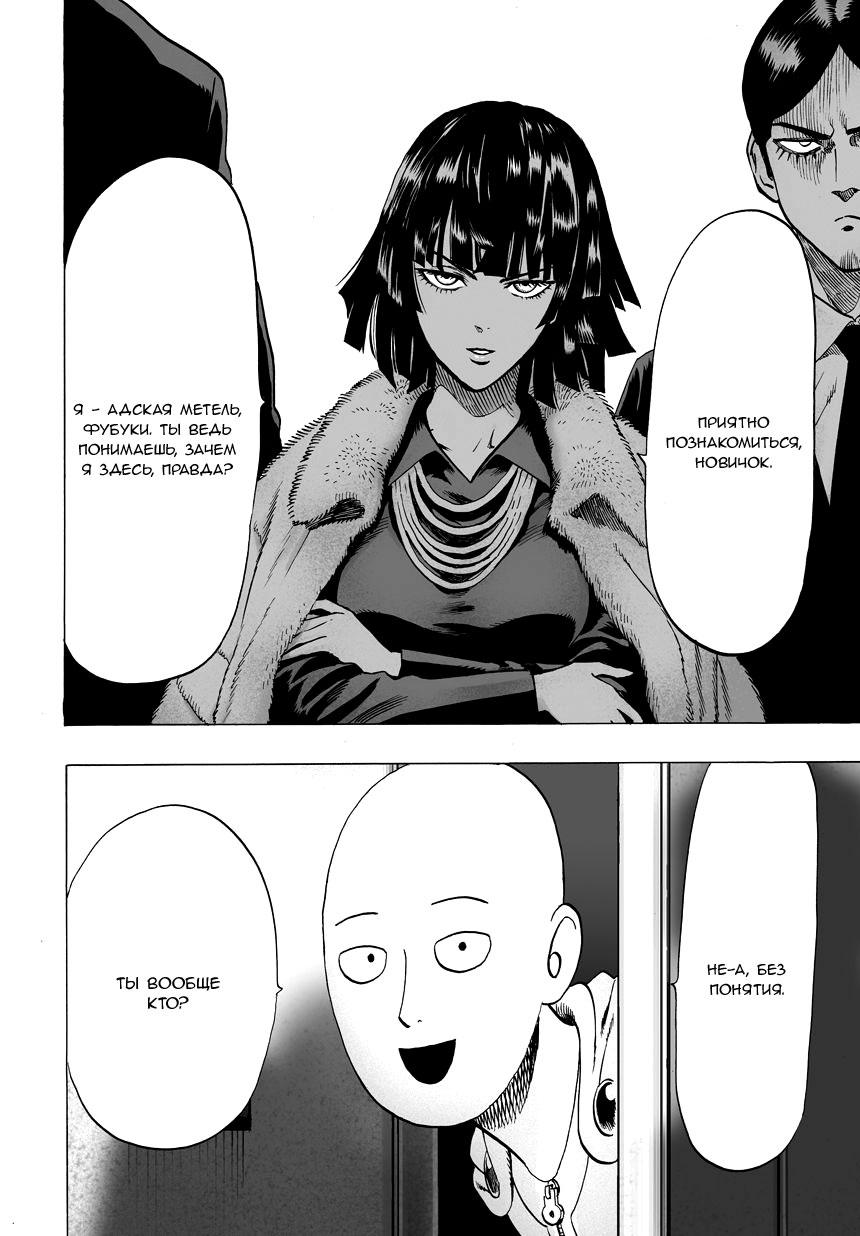 ПРИЯТНО
ПОЗНАКОМИТЬСЯ,
НОВИЧОК.
Я - АДСКАЯ МЕТЕЛЬ,
ФУБУКИ. ТЫ ВЕДЬ
ПОНИМАЕШЬ, ЗАЧЕМ
Я ЗДЕСЬ, ПРАВДА?
НЕ-А, БЕЗ
ПОНЯТИЯ.
ТЫ ВООБЩЕ
КТО?